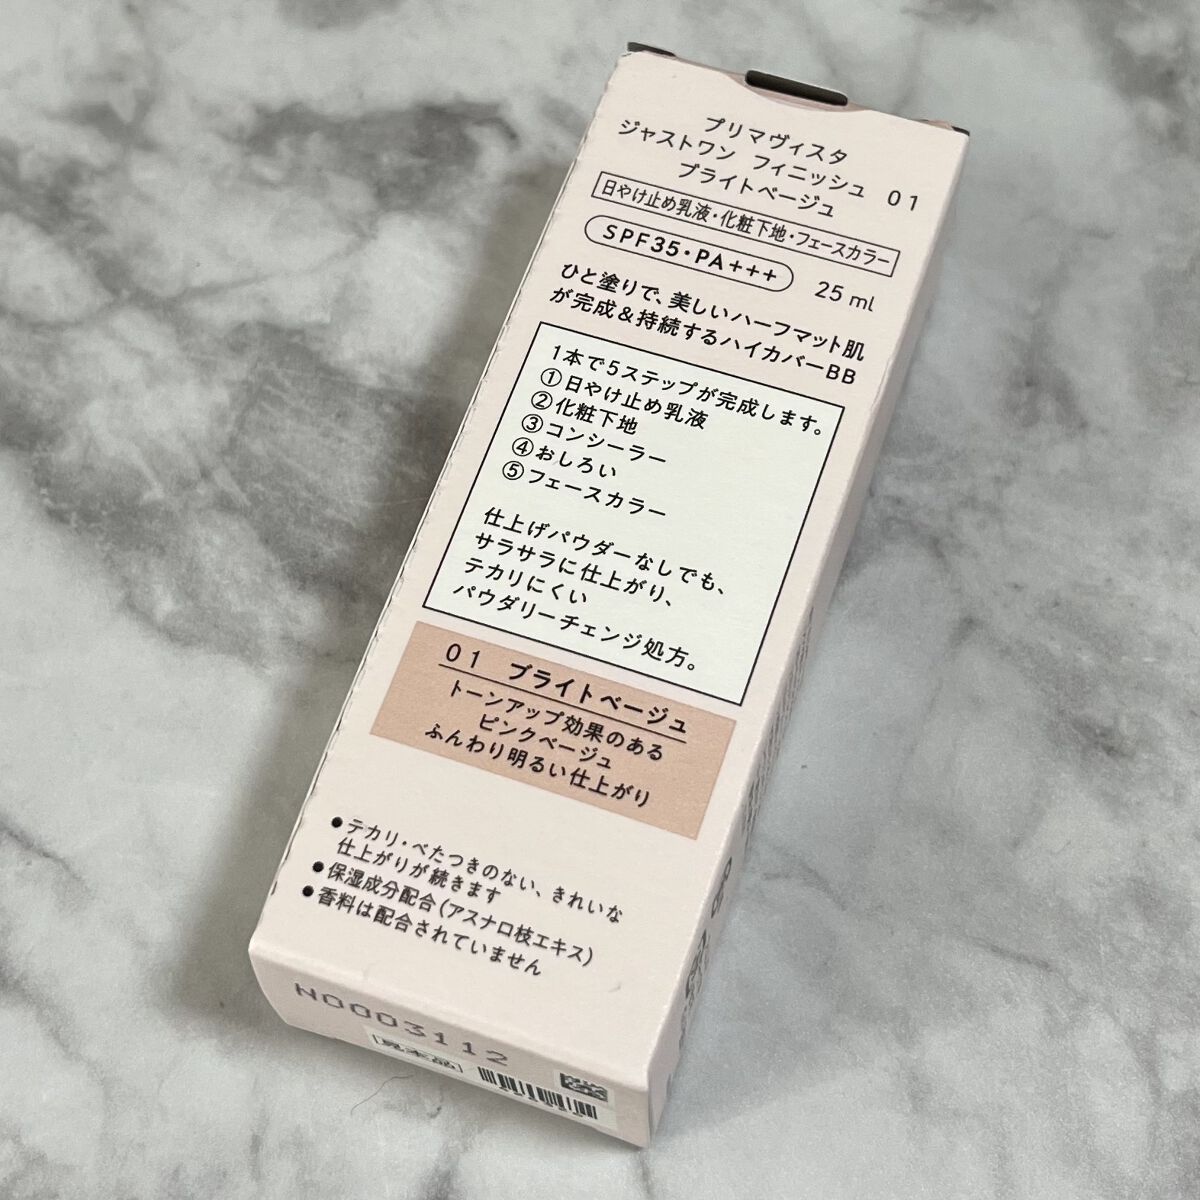 プリマヴィスタ
ジャストワン フィニッシュ 01
ブライトベージュ
日やけ止め乳液・化粧下地・フェースカラー
SPF35・PA+++ 25 ml
ひと塗りで、美しいハーフマット肌
が完成&持続するハイカバーBB
1本で5ステップが完成します。
①日やけ止め乳液
②化粧下地
③コンシーラー
④おしろい
⑤フェースカラー
仕上げパウダーなしでも、
サラサラに仕上がり、
テカリにくい
パウダリーチェンジ処方。
01 ブライトベージュ
トーンアップ効果のある
ピンクベージュ
ふんわり明るい仕上がり
●テカリ・べたつきのない、きれいな
仕上がりが続きます
●保湿成分配合(アスナロ枝エキス)
●香料は配合されていません
N0003112
見本品